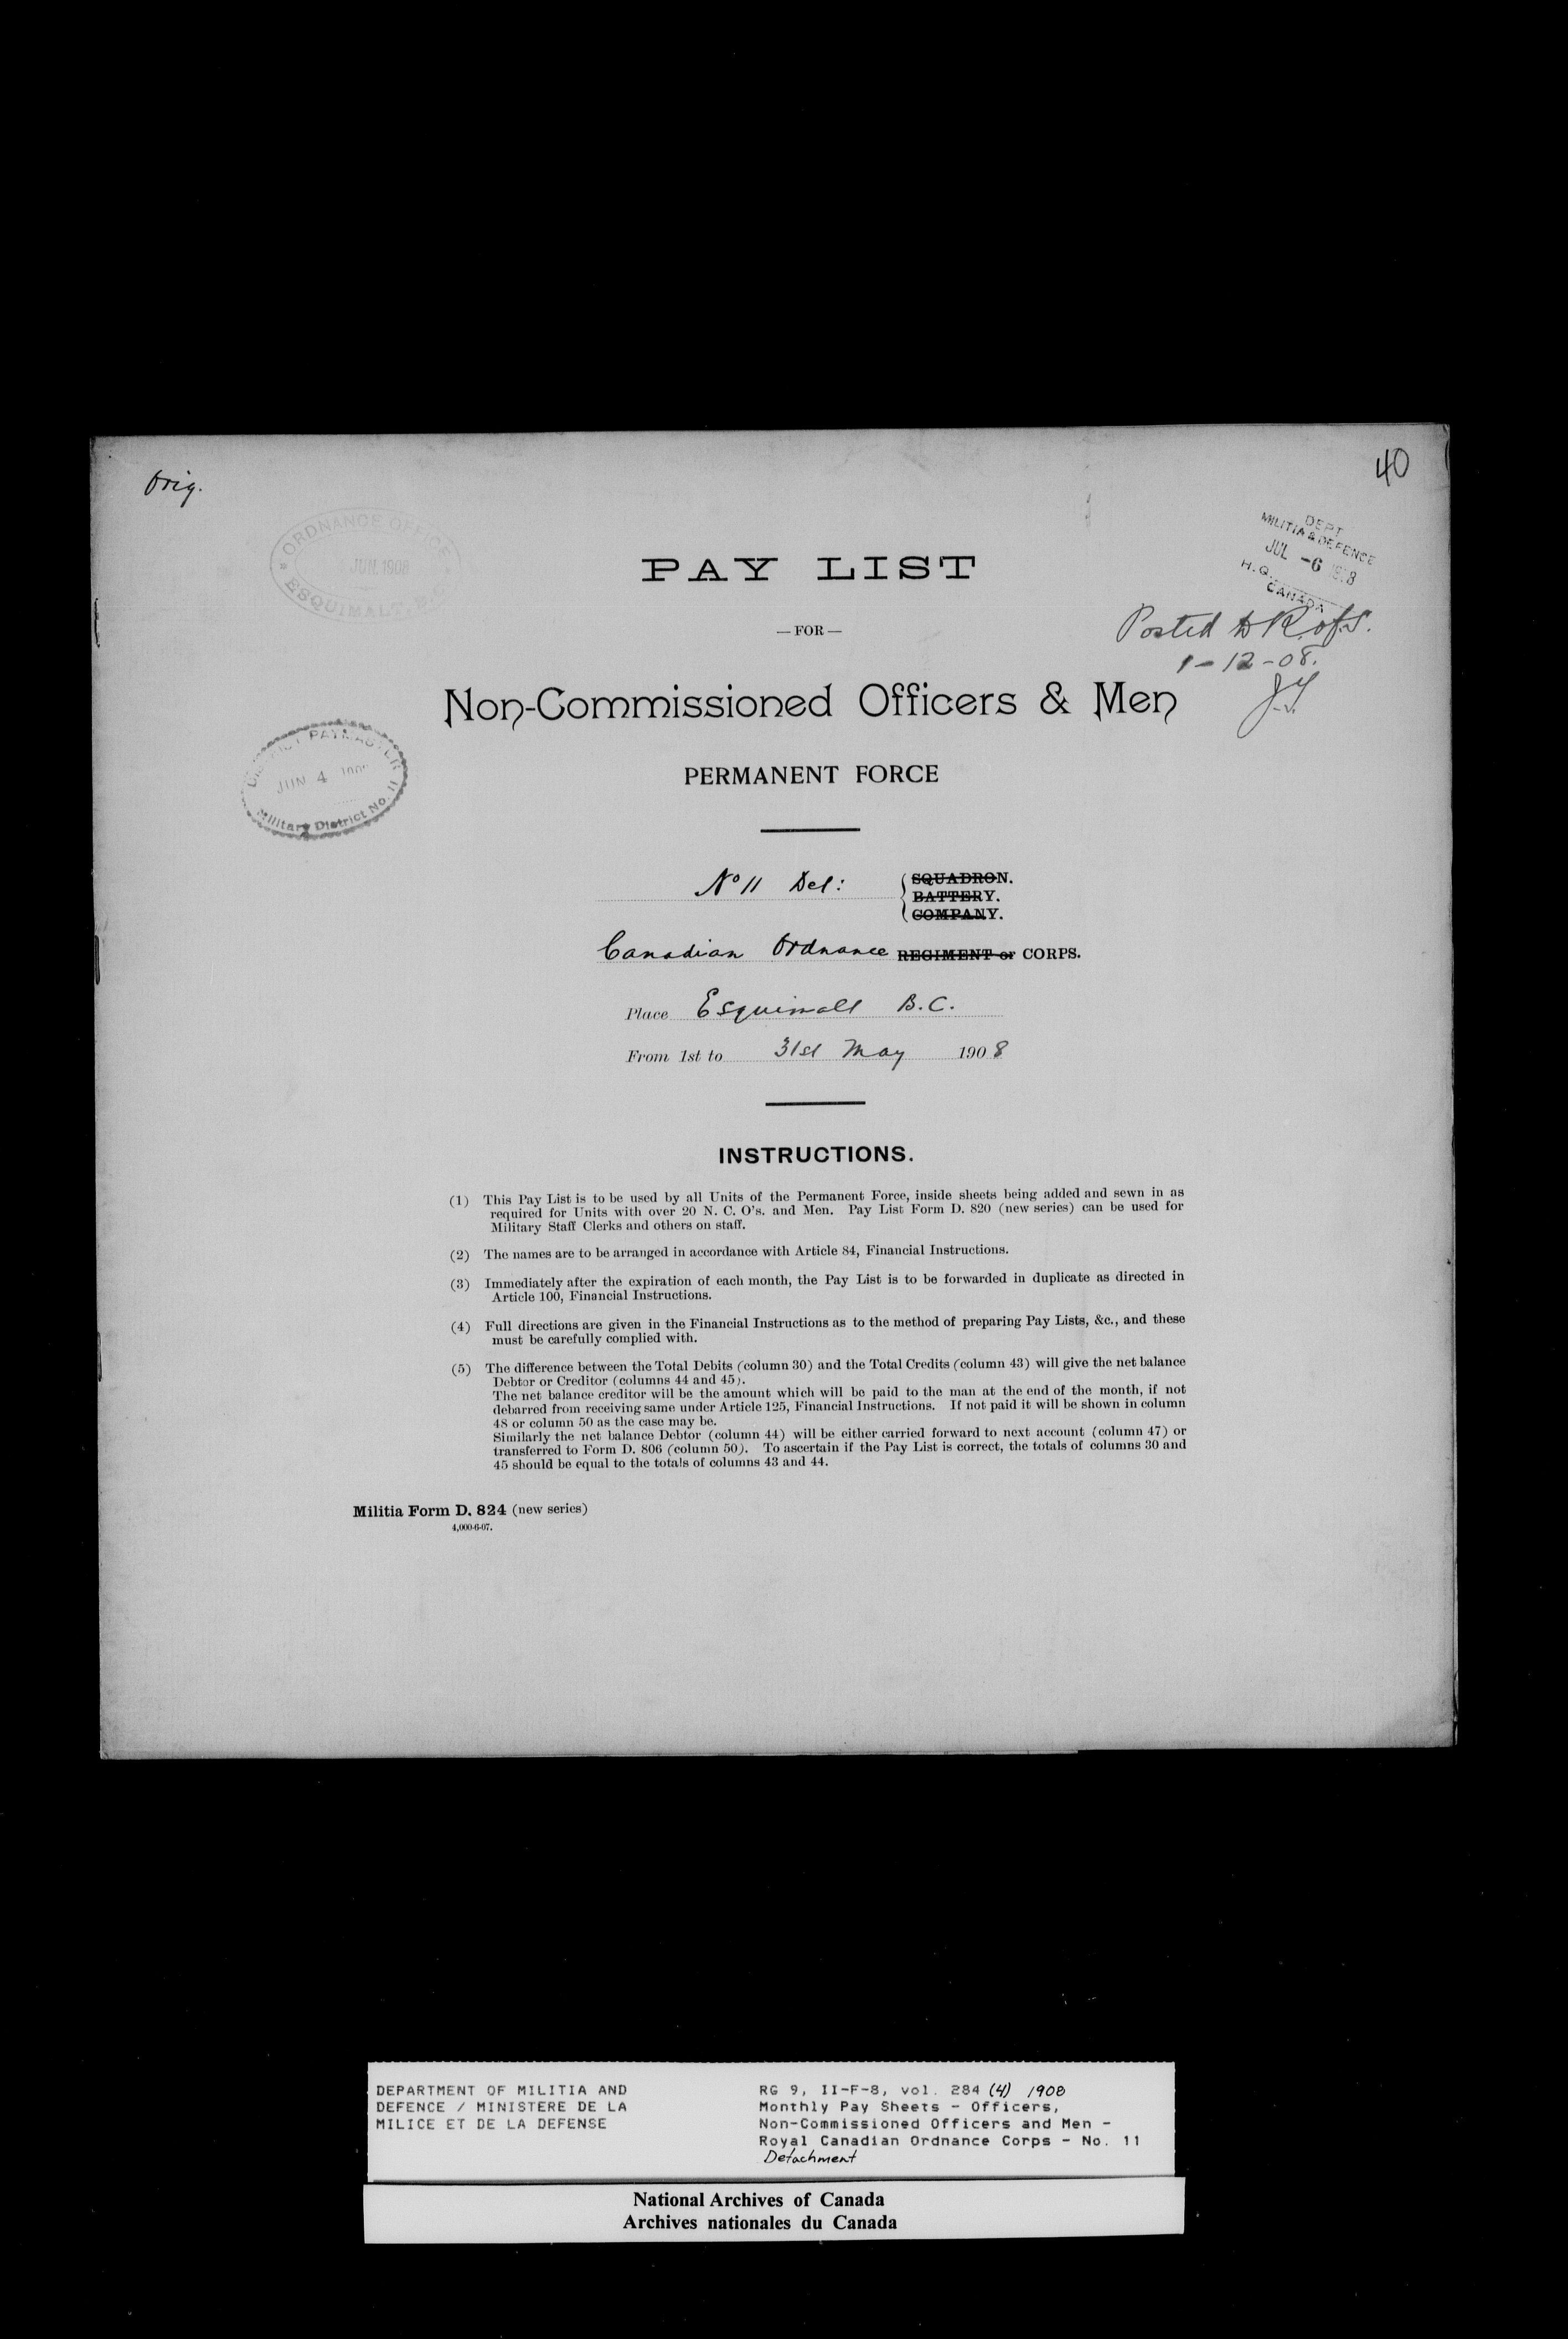 Orig.
40
ORDNANCE OFFICE
JUN. 1908
ESQUIMALT, B.C.
DEPT
MILITIA & DEFENCE
JUL -6 1908
H.Q.
CANADA
PAY LIST
— FOR —
Posted to R. of S.
1-12-08.
Non-Commissioned Officers & Men
DISTRICT PAYMASTER
JUN 4 190
Military District No. 11
PERMANENT FORCE
No 11 Det:
SQUADRON.
BATTERY.
COMPANY.
Canadian Ordnance REGIMENT or CORPS.
Place Esquimalt B.C.
From 1st to 31st May 1908
INSTRUCTIONS.
(1) This Pay List is to be used by all Units of the Permanent Force, inside sheets being added and sewn in as
required for Units with over 20 N. C. O's. and Men. Pay List Form D. 820 (new series) can be used for
Military Staff Clerks and others on staff.
(2) The names are to be arranged in accordance with Article 84, Financial Instructions.
(3) Immediately after the expiration of each month, the Pay List is to be forwarded in duplicate as directed in
Article 100, Financial Instructions.
(4) Full directions are given in the Financial Instructions as to the method of preparing Pay Lists, &c., and these
must be carefully complied with.
(5) The difference between the Total Debits (column 30) and the Total Credits (column 43) will give the net balance
Debtor or Creditor (columns 44 and 45).
The net balance creditor will be the amount which will be paid to the man at the end of the month, if not
debarred from receiving same under Article 125, Financial Instructions. If not paid it will be shown in column
48 or column 50 as the case may be.
Similarly the net balance Debtor (column 44) will be either carried forward to next account (column 47) or
transferred to Form D. 806 (column 50). To ascertain if the Pay List is correct, the totals of columns 30 and
45 should be equal to the totals of columns 43 and 44.
Militia Form D. 824 (new series)
4,000-6-07.
DEPARTMENT OF MILITIA AND
DEFENCE / MINISTERE DE LA
MILICE ET DE LA DEFENSE
RG 9, II-F-8, vol. 284 (4) 1908
Monthly Pay Sheets - Officers,
Non-Commissioned Officers and Men -
Royal Canadian Ordnance Corps - No. 11
Detachment
National Archives of Canada
Archives nationales du Canada